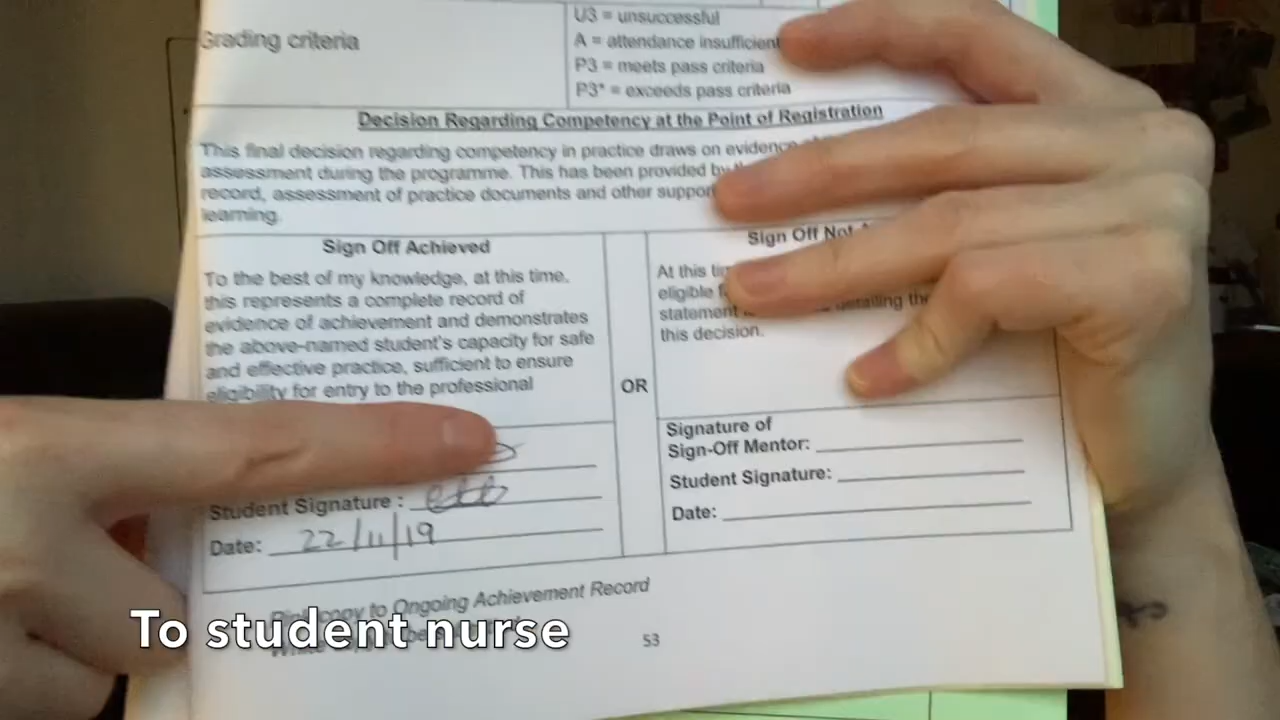 Grading criteria
U3 = unsuccessful
A = attendance insufficient
P3 = meets pass criteria
P3* = exceeds pass criteria
Decision Regarding Competency at the Point of Registration
This final decision regarding competency in practice draws on evidence
assessment during the programme. This has been provided by
record, assessment of practice documents and other
learning.
Sign Off Achieved
To the best of my knowledge, at this time,
this represents a complete record of
evidence of achievement and demonstrates
the above-named student's capacity for safe
and effective practice, sufficient to ensure
eligibility for entry to the professional
Student Signature :
Date: 22/11/19
OR
Sign Off Not
At this
eligible
statement detailing the
this decision.
Signature of
Sign-Off Mentor:
Student Signature:
Date:
copy to Ongoing Achievement Record
53
To student nurse